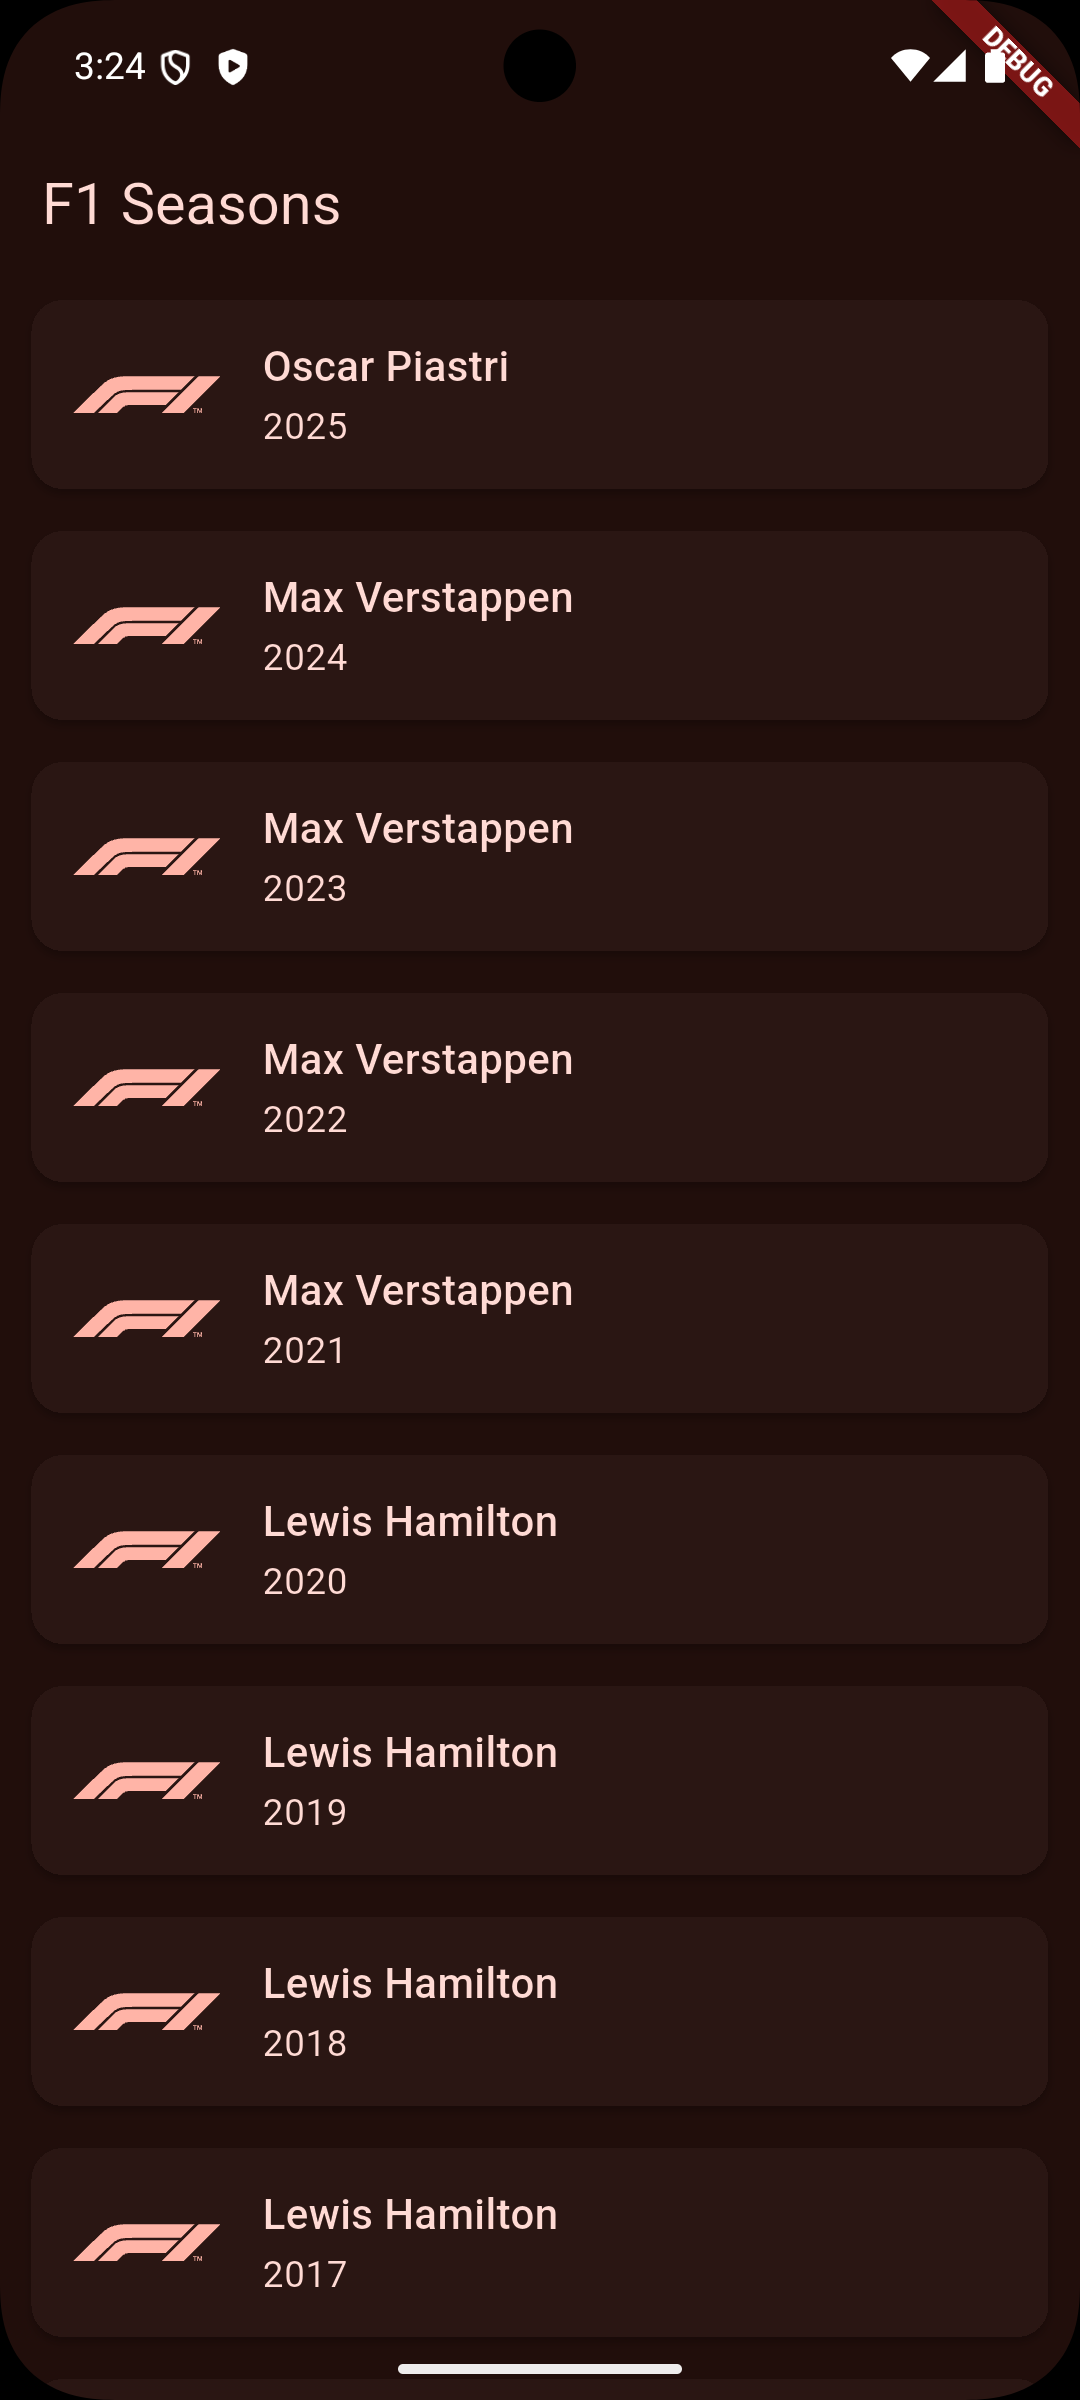 3:24
DEBUG
F1 Seasons
Oscar Piastri
2025
Max Verstappen
2024
Max Verstappen
2023
Max Verstappen
2022
Max Verstappen
2021
Lewis Hamilton
2020
Lewis Hamilton
2019
Lewis Hamilton
2018
Lewis Hamilton
2017